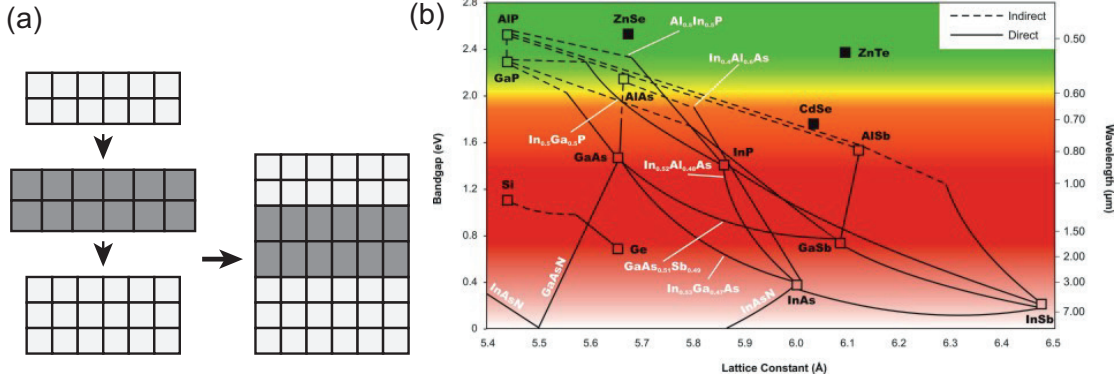 (a)
(b)
Bandgap (eV)
2.8
2.4
2.0
1.6
1.2
0.8
0.4
0
AlP
ZnSe
Al₀.₅In₀.₅P
Indirect
Direct
GaP
In₀.₄Al₀.₆As
ZnTe
AlAs
CdSe
In₀.₅Ga₀.₅P
AlSb
GaAs
InP
In₀.₅₂Al₀.₄₈As
Si
Ge
GaSb
GaAs₀.₅₁Sb₀.₄₉
In₀.₅₃Ga₀.₄₇As
InAsN
GaAsN
InAsN
InAs
InSb
0.50
0.60
0.70
0.80
1.00
1.50
2.00
3.00
4.00
7.00
Wavelength (μm)
5.4
5.5
5.6
5.7
5.8
5.9
6.0
6.1
6.2
6.3
6.4
6.5
Lattice Constant (Å)